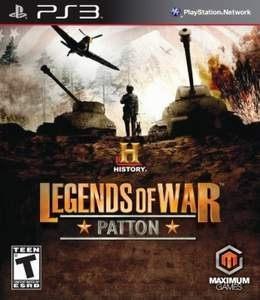 PS3
PlayStation Network
H
HISTORY.
LEGENDS OF WAR
PATTON
TEEN
T
ESRB
M
MAXIMUM
GAMES